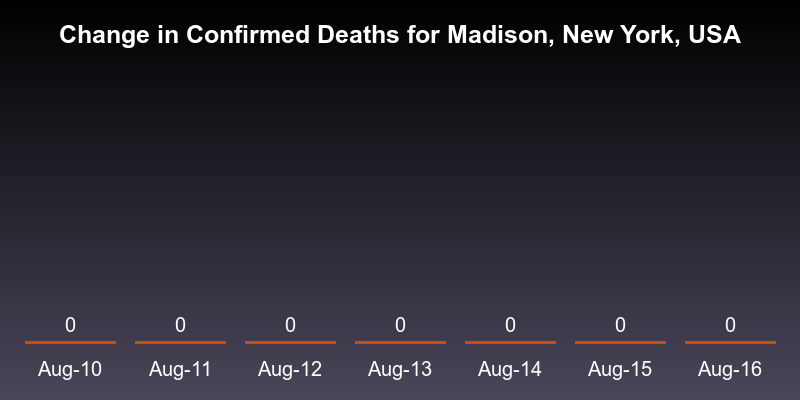 Change in Confirmed Deaths for Madison, New York, USA
0 0 0 0 0 0 0
Aug-10 Aug-11 Aug-12 Aug-13 Aug-14 Aug-15 Aug-16